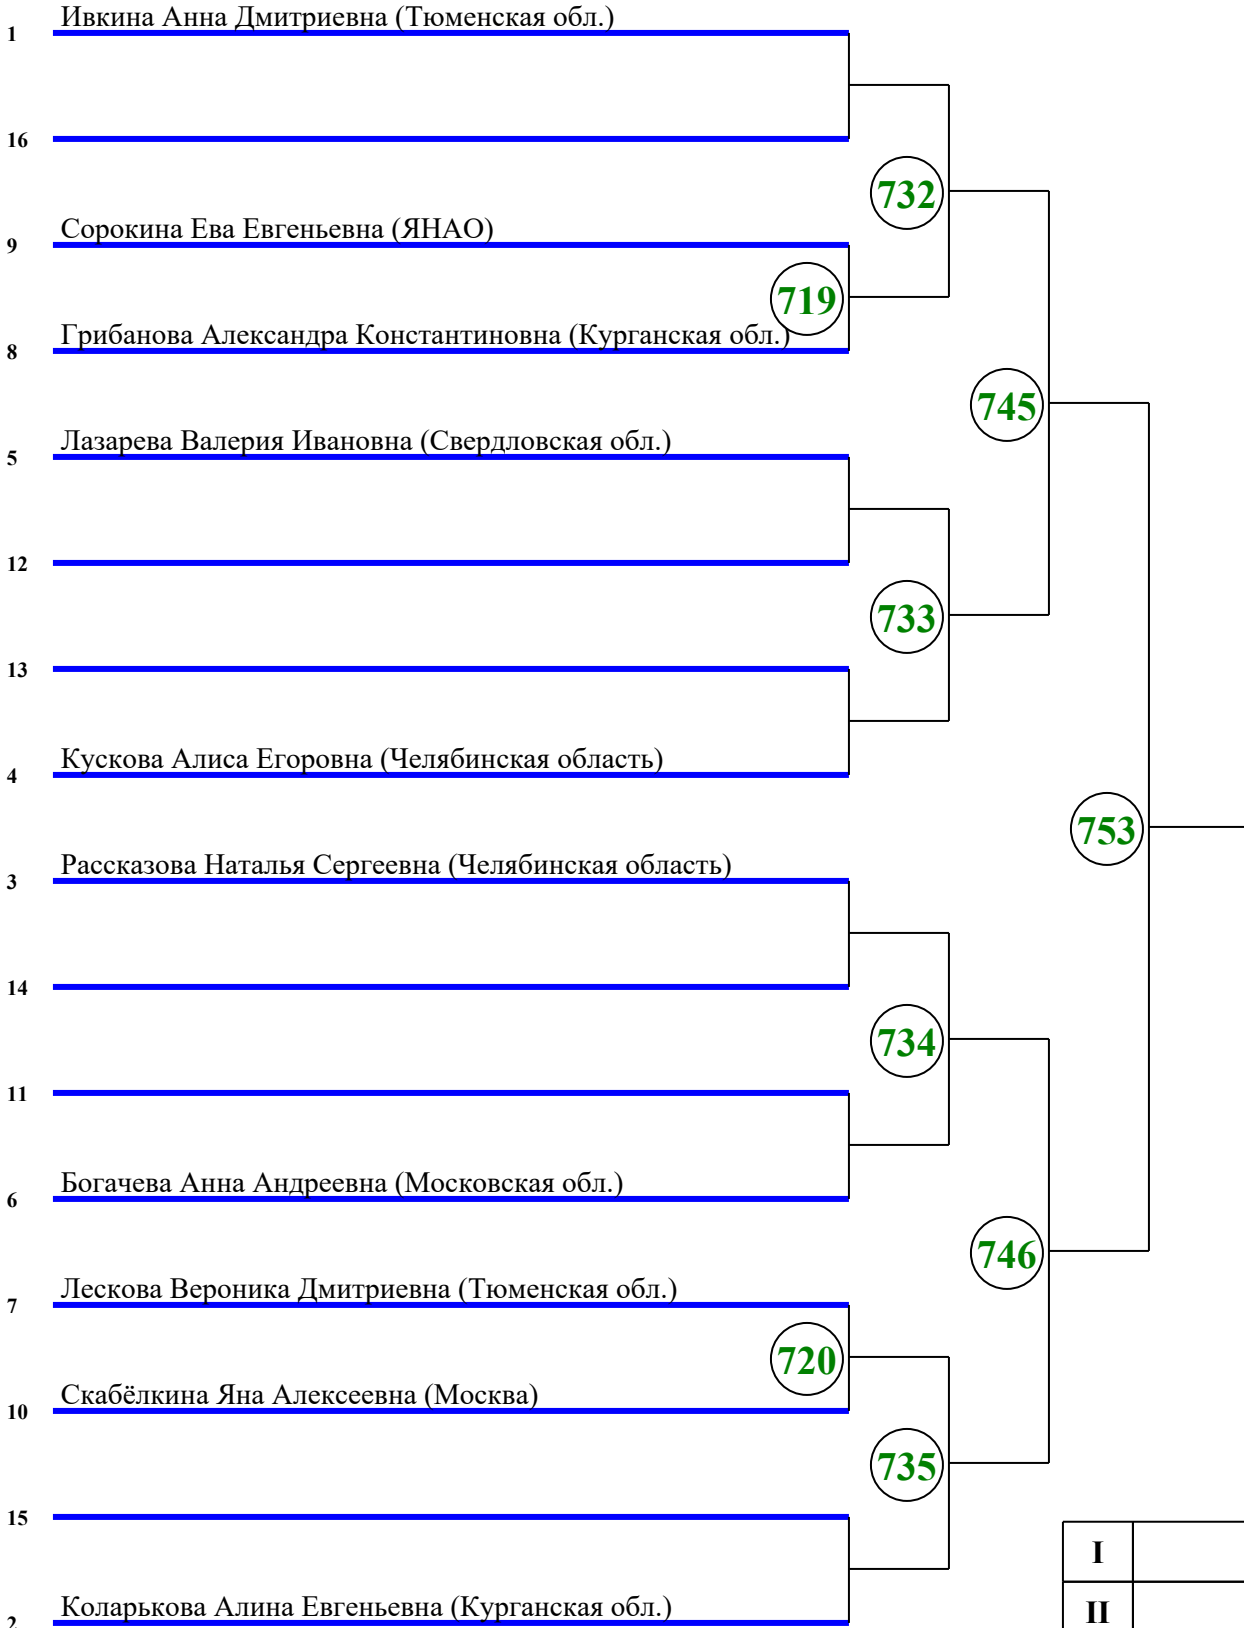 1 Ивкина Анна Дмитриевна (Тюменская обл.)
16
732
9 Сорокина Ева Евгеньевна (ЯНАО)
719
8 Грибанова Александра Константиновна (Курганская обл.)
745
5 Лазарева Валерия Ивановна (Свердловская обл.)
12
733
13
4 Кускова Алиса Егоровна (Челябинская область)
753
3 Рассказова Наталья Сергеевна (Челябинская область)
14
734
11
6 Богачева Анна Андреевна (Московская обл.)
746
7 Лескова Вероника Дмитриевна (Тюменская обл.)
720
10 Скабёлкина Яна Алексеевна (Москва)
735
15
I
2 Коларькова Алина Евгеньевна (Курганская обл.)
II